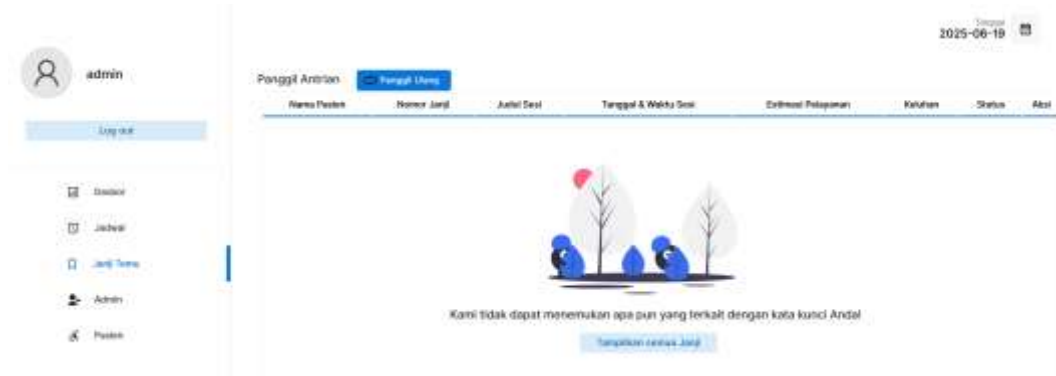 Tanggal
2025-06-19
admin
Log out
Panggil Antrian
Panggil Ulang
Nama Pasien Nomor Janji Judul Sesi Tanggal & Waktu Sesi Estimasi Pelayanan Keluhan Status Aksi
Dasbor
Jadwal
Janji Temu
Admin
Pasien
Kami tidak dapat menemukan apa pun yang terkait dengan kata kunci Anda!
Tampilkan semua Janji